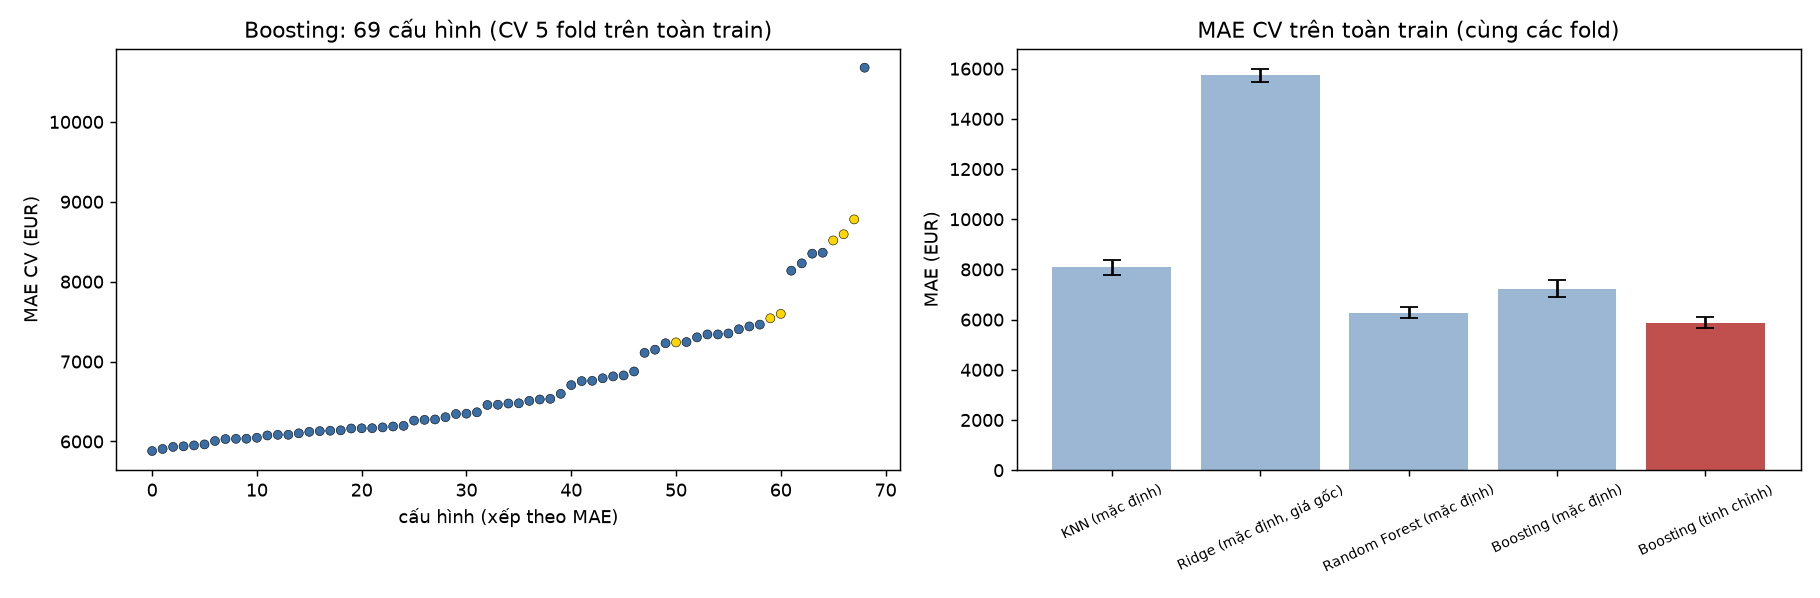 Boosting: 69 cấu hình (CV 5 fold trên toàn train)
MAE CV (EUR)
10000
9000
8000
7000
6000
0 10 20 30 40 50 60 70
cấu hình (xếp theo MAE)
MAE CV trên toàn train (cùng các fold)
MAE (EUR)
16000
14000
12000
10000
8000
6000
4000
2000
0
KNN (mặc định)
Ridge (mặc định, giá gốc)
Random Forest (mặc định)
Boosting (mặc định)
Boosting (tinh chỉnh)